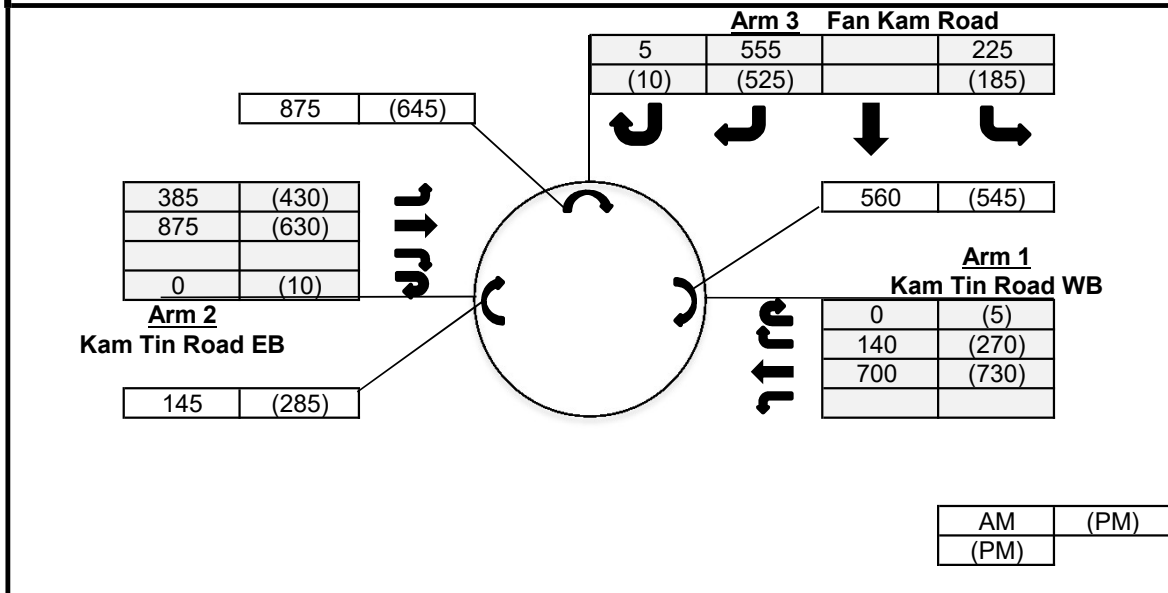 Arm 3 Fan Kam Road
5 555 225
(10) (525) (185)
875 (645)
385 (430)
875 (630)
0 (10)
Arm 2
Kam Tin Road EB
145 (285)
560 (545)
Arm 1
Kam Tin Road WB
0 (5)
140 (270)
700 (730)
AM (PM)
(PM)